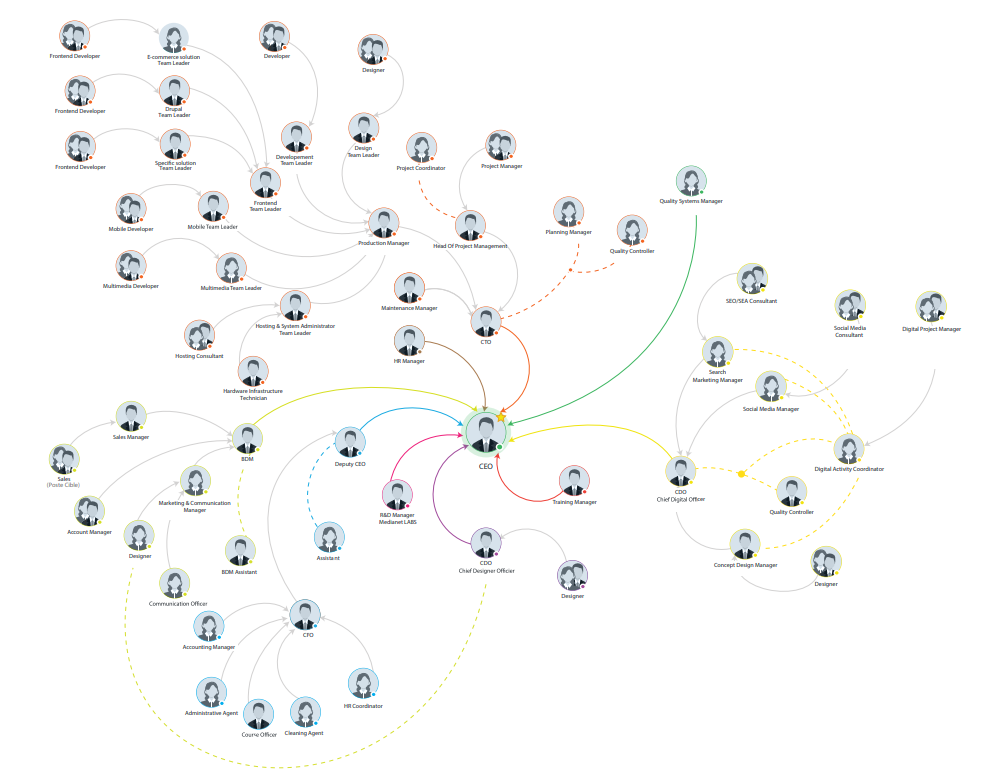 Frontend Developer
E-commerce solution
Team Leader
Developer
Designer
Frontend Developer
Drupal
Team Leader
Frontend Developer
Specific solution
Team Leader
Developement
Team Leader
Design
Team Leader
Project Coordinator
Project Manager
Frontend
Team Leader
Quality Systems Manager
Mobile Developer
Mobile Team Leader
Production Manager
Head Of Project Management
Planning Manager
Quality Controller
Multimedia Developer
Multimedia Team Leader
Maintenance Manager
SEO/SEA Consultant
Hosting & System Administrator
Team Leader
Social Media
Consultant
Digital Project Manager
Hosting Consultant
CTO
HR Manager
Search
Marketing Manager
Hardware Infrastructure
Technician
Social Media Manager
Sales Manager
BDM
Deputy CEO
CEO
Digital Activity Coordinator
Sales
(Poste Cible)
Marketing & Communication
Manager
R&D Manager
Medianet LABS
Training Manager
CDO
Chief Digital Officer
Quality Controller
Account Manager
Designer
BDM Assistant
Assistant
CDO
Chief Designer Officier
Concept Design Manager
Designer
Designer
Communication Officer
CFO
Accounting Manager
Administrative Agent
Course Officer
Cleaning Agent
HR Coordinator